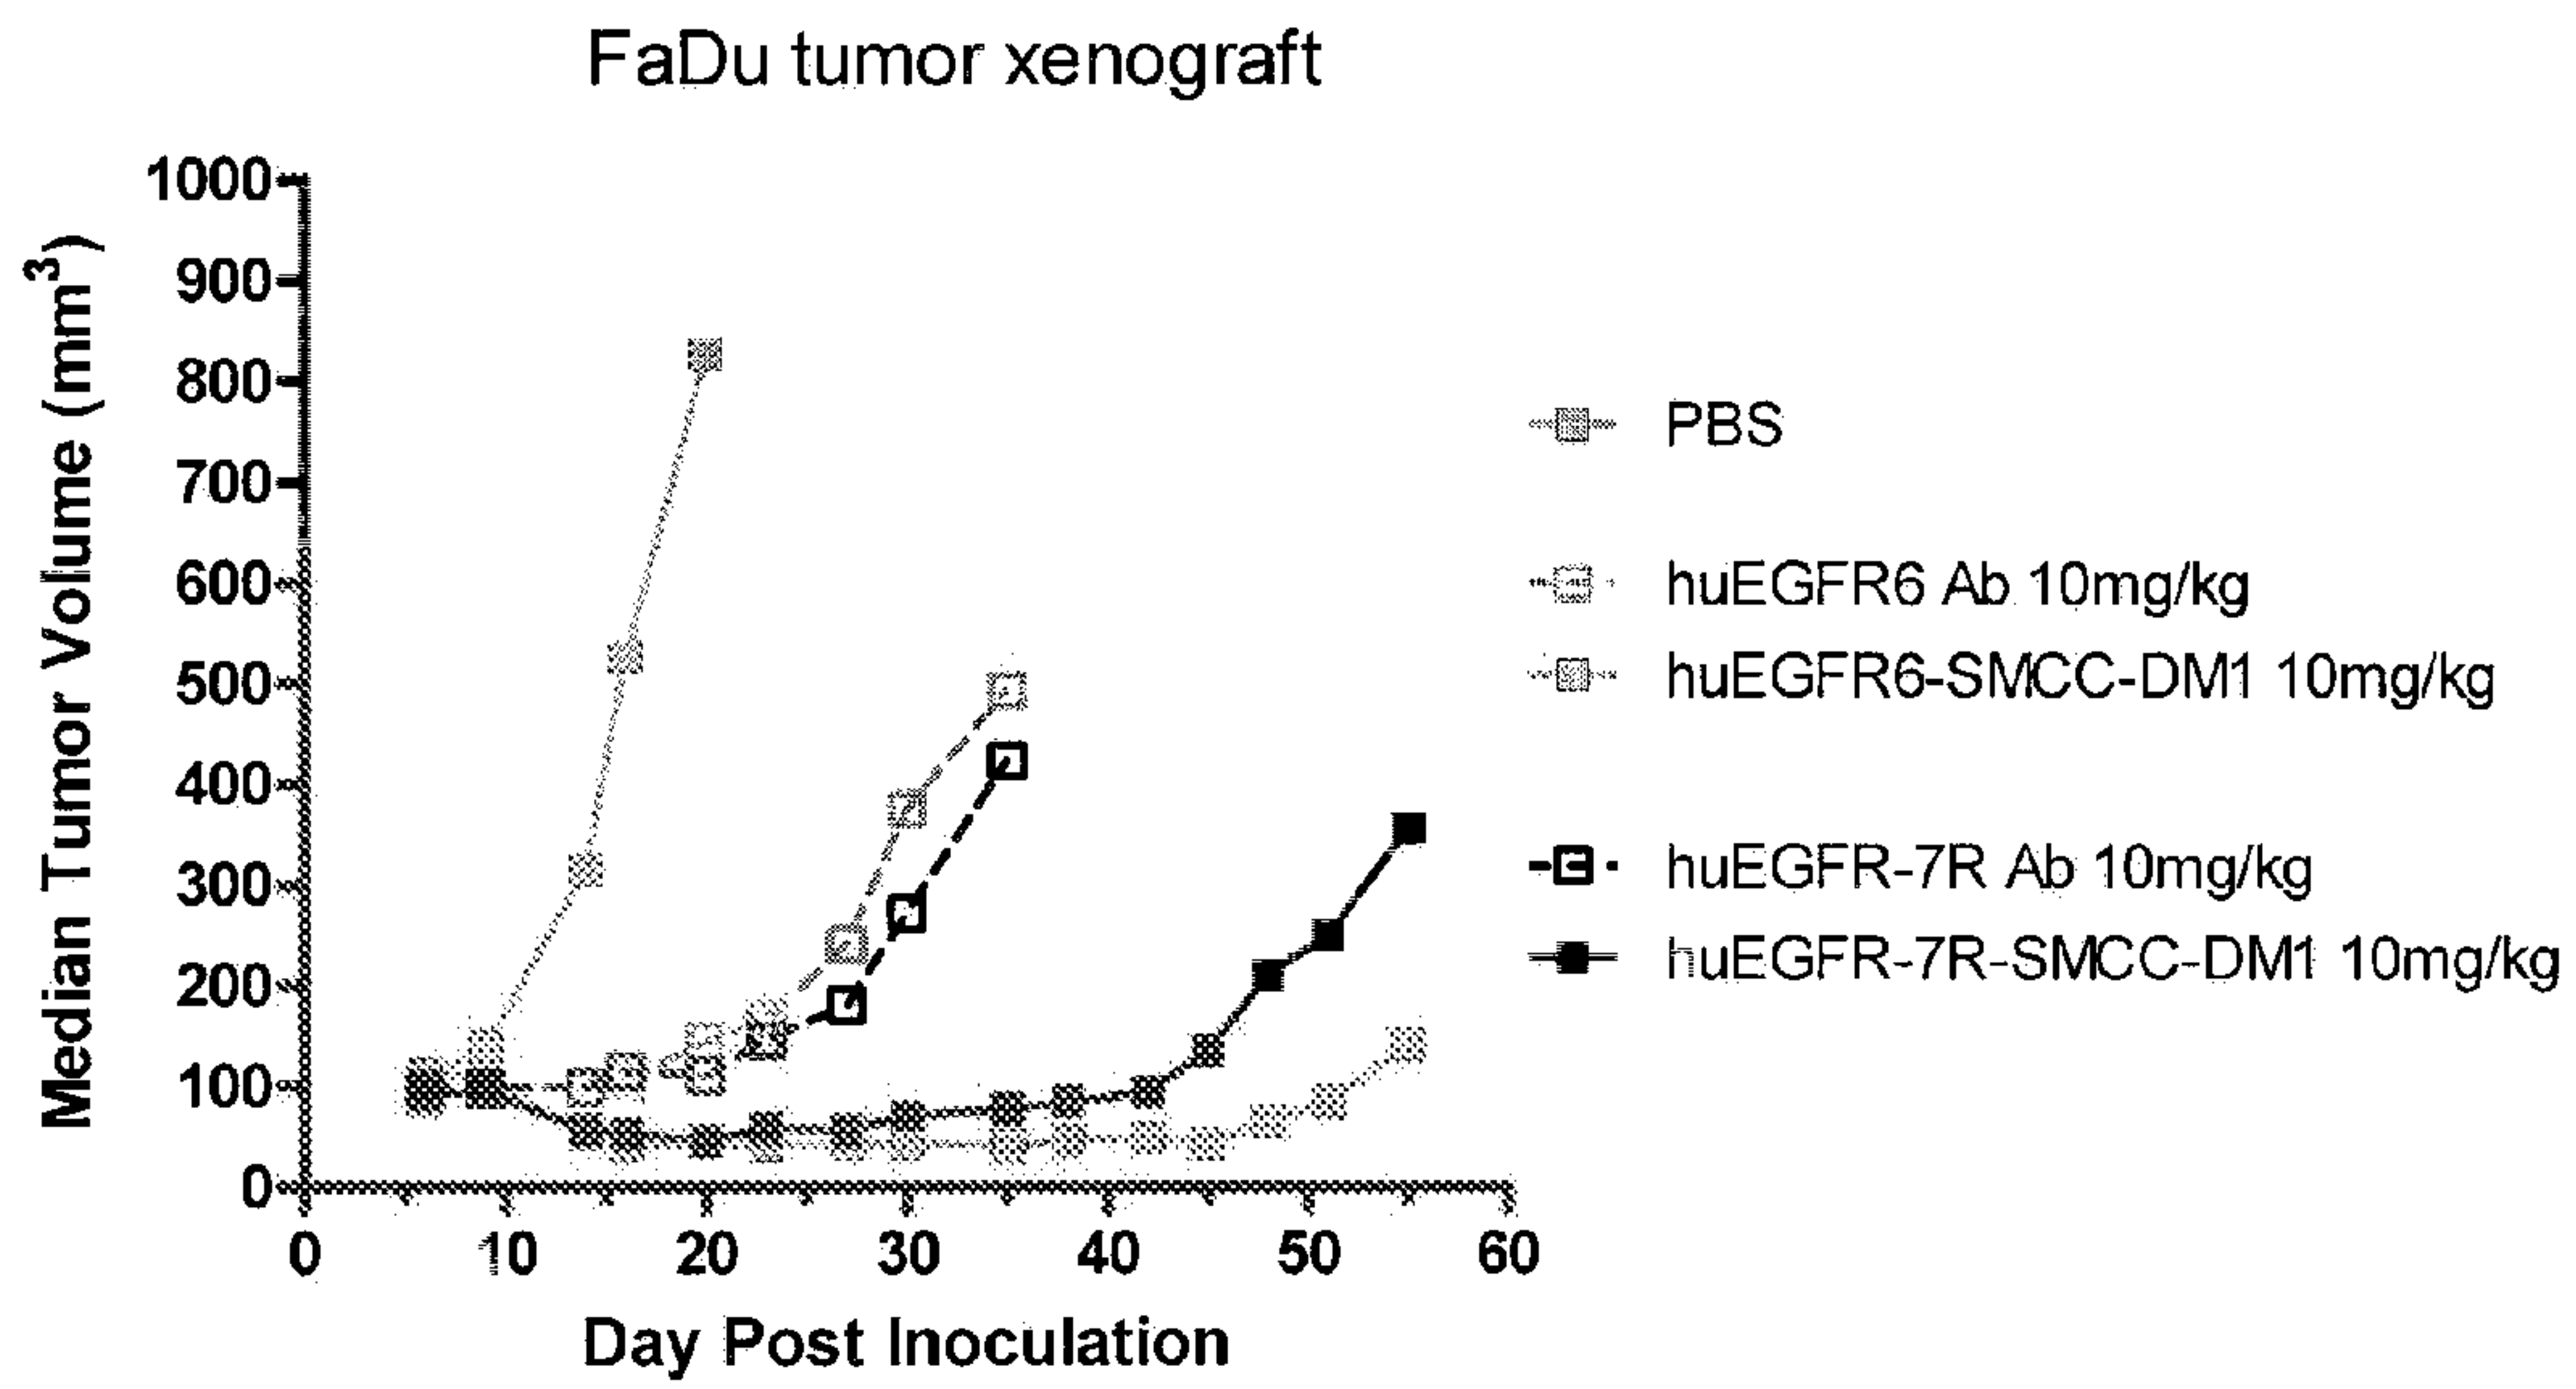 FaDu tumor xenograft
Median Tumor Volume (mm³)
1000
900
800
700
600
500
400
300
200
100
0
0 10 20 30 40 50 60
Day Post Inoculation
PBS
huEGFR6 Ab 10mg/kg
huEGFR6-SMCC-DM1 10mg/kg
huEGFR-7R Ab 10mg/kg
huEGFR-7R-SMCC-DM1 10mg/kg